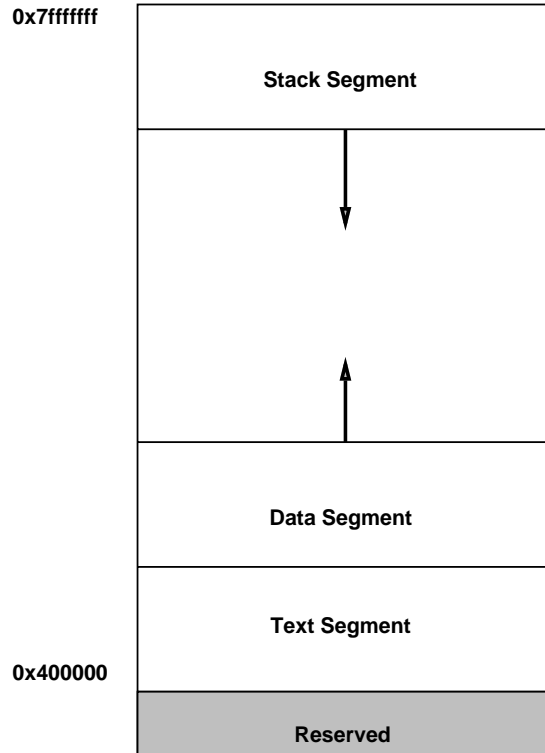 0x7fffffff
Stack Segment
Data Segment
Text Segment
0x400000
Reserved